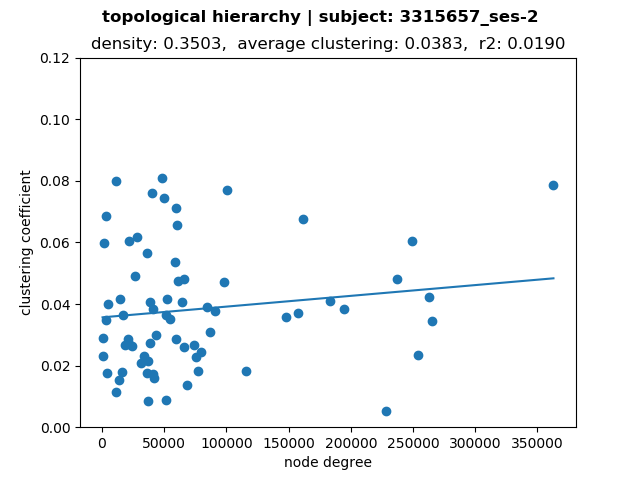 topological hierarchy | subject: 3315657_ses-2
density: 0.3503,  average clustering: 0.0383,  r2: 0.0190
0.12
0.10
0.08
0.06
0.04
0.02
0.00
clustering coefficient
0 50000 100000 150000 200000 250000 300000 350000
node degree